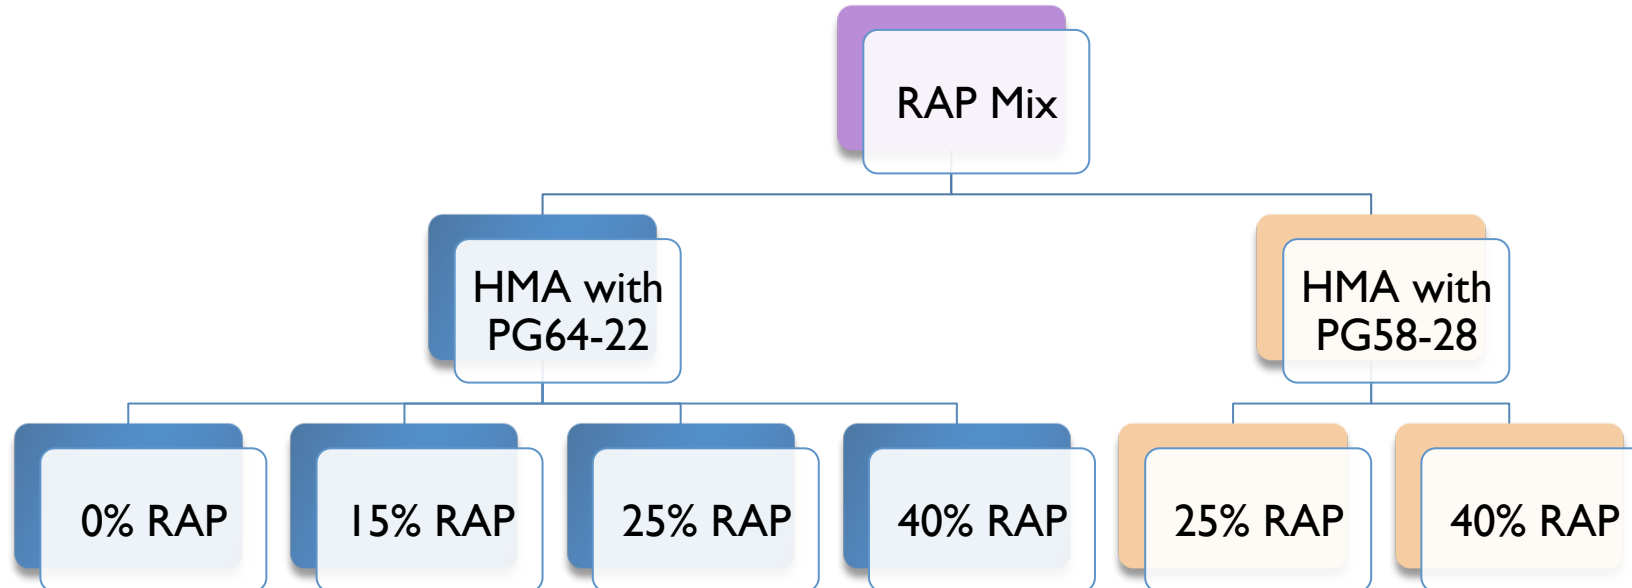 RAP Mix
HMA with
PG64-22
HMA with
PG58-28
0% RAP
15% RAP
25% RAP
40% RAP
25% RAP
40% RAP